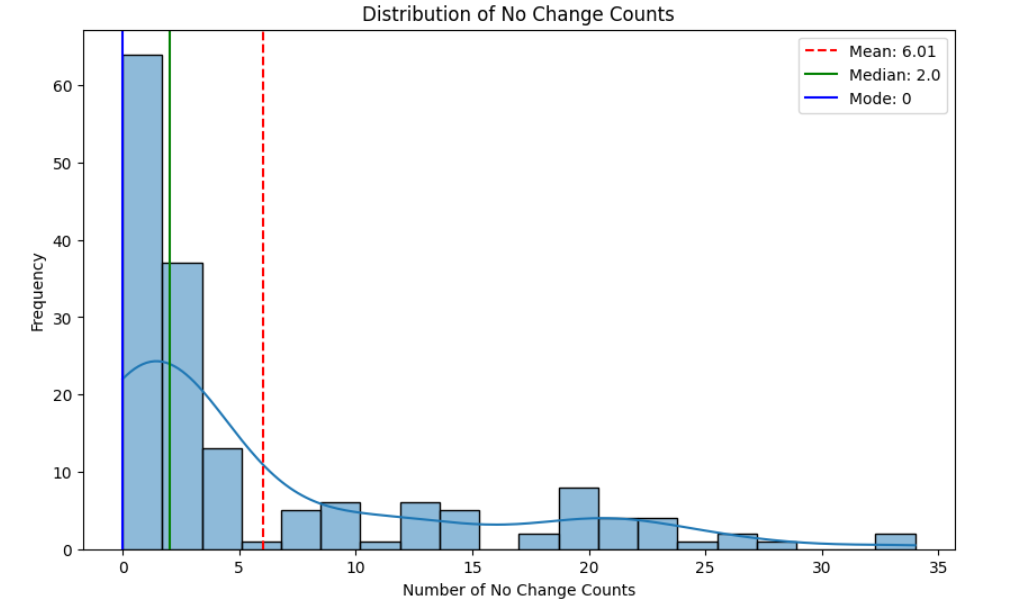 Distribution of No Change Counts
Mean: 6.01
Median: 2.0
Mode: 0
60
50
40
30
20
10
0
Frequency
0 5 10 15 20 25 30 35
Number of No Change Counts